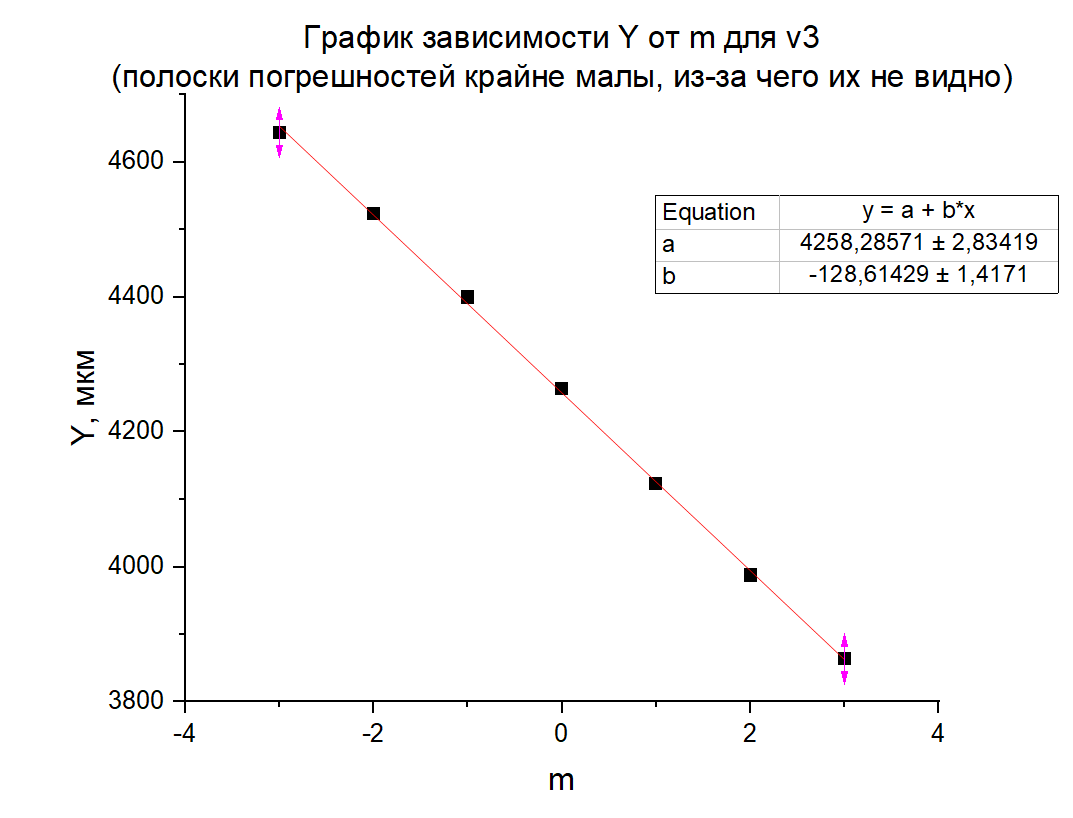 График зависимости Y от m для v3
(полоски погрешностей крайне малы, из-за чего их не видно)
4600
4400
4200
4000
3800
Y, мкм
Equation y = a + b*x
a 4258,28571 ± 2,83419
b -128,61429 ± 1,4171
-4 -2 0 2 4
m